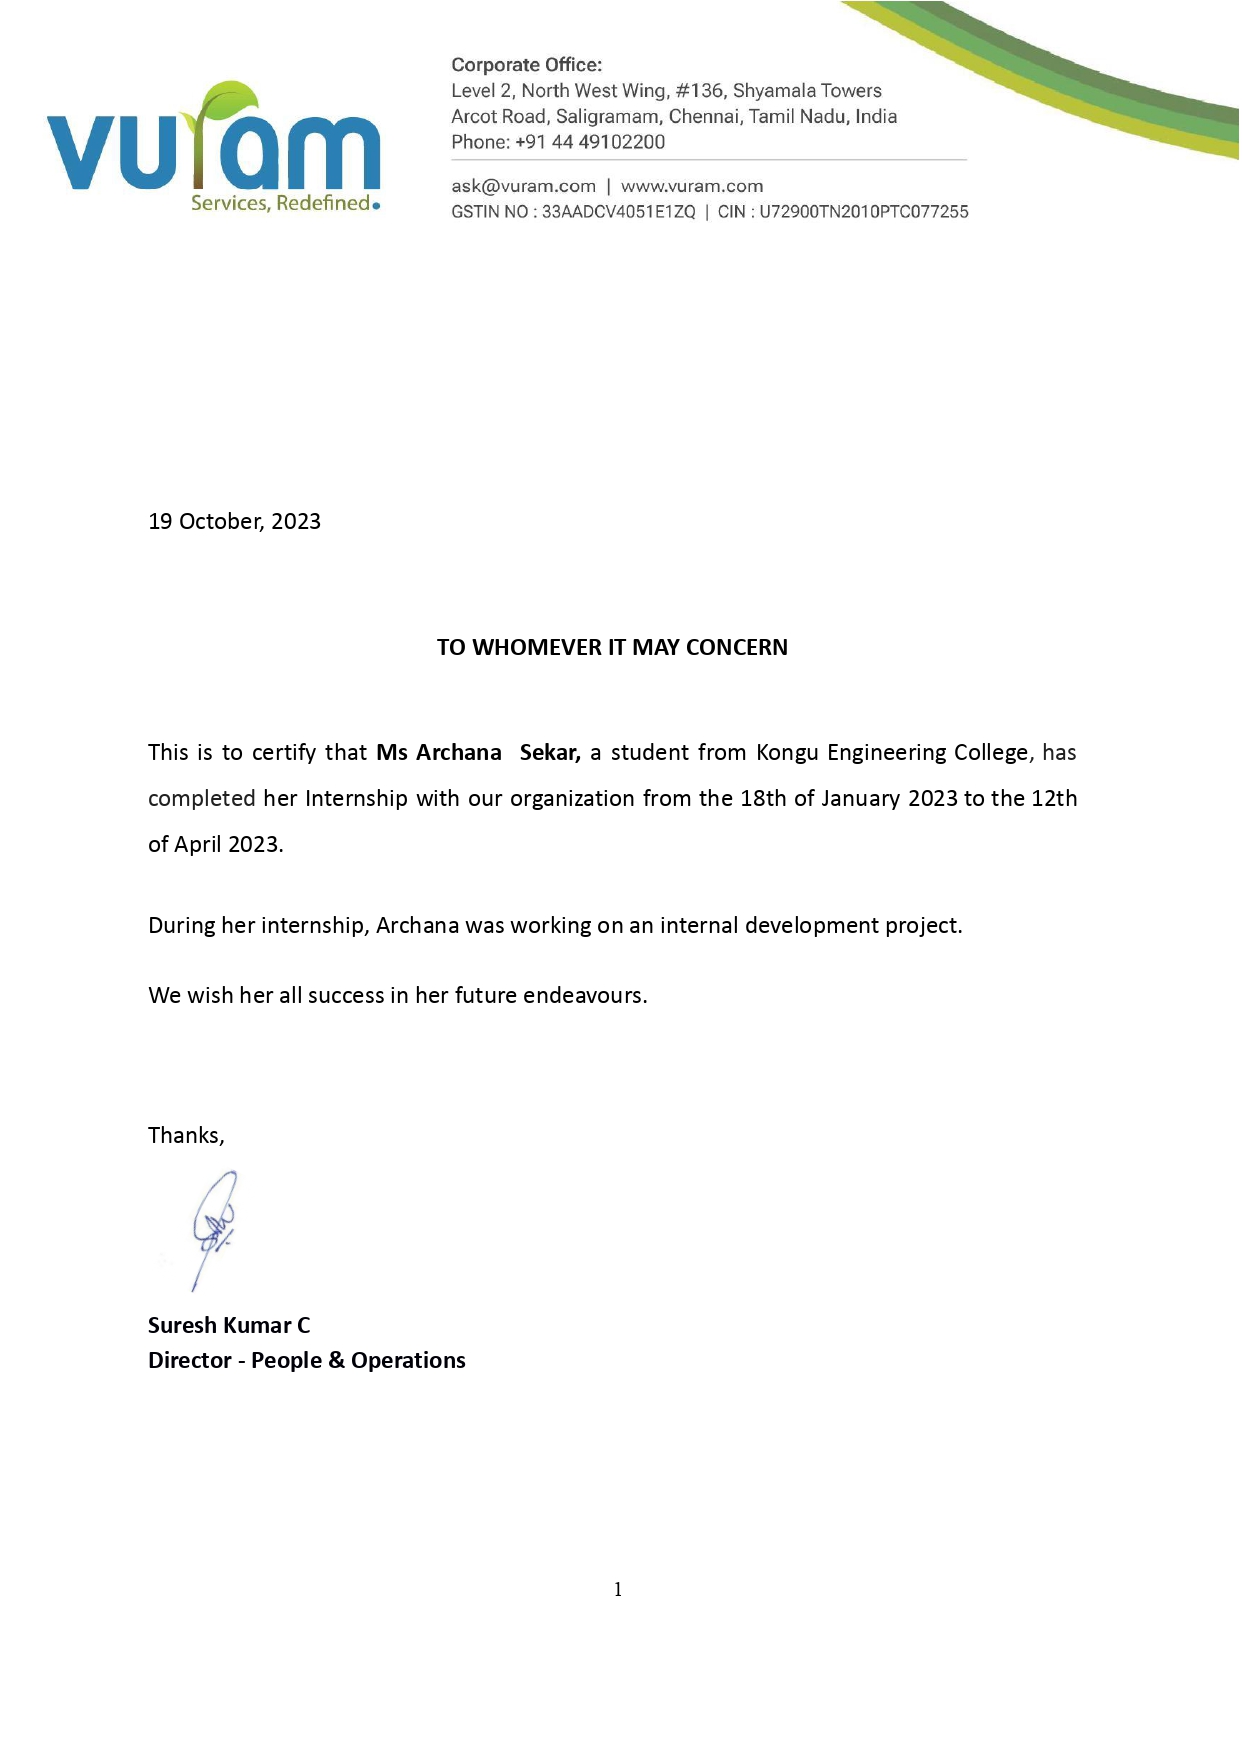 vuram
Services, Redefined.
Corporate Office:
Level 2, North West Wing, #136, Shyamala Towers
Arcot Road, Saligramam, Chennai, Tamil Nadu, India
Phone: +91 44 49102200
ask@vuram.com | www.vuram.com
GSTIN NO : 33AADCV4051E1ZQ | CIN : U72900TN2010PTC077255
19 October, 2023
TO WHOMEVER IT MAY CONCERN
This is to certify that Ms Archana Sekar, a student from Kongu Engineering College, has
completed her Internship with our organization from the 18th of January 2023 to the 12th
of April 2023.
During her internship, Archana was working on an internal development project.
We wish her all success in her future endeavours.
Thanks,
Suresh Kumar C
Director - People & Operations
1